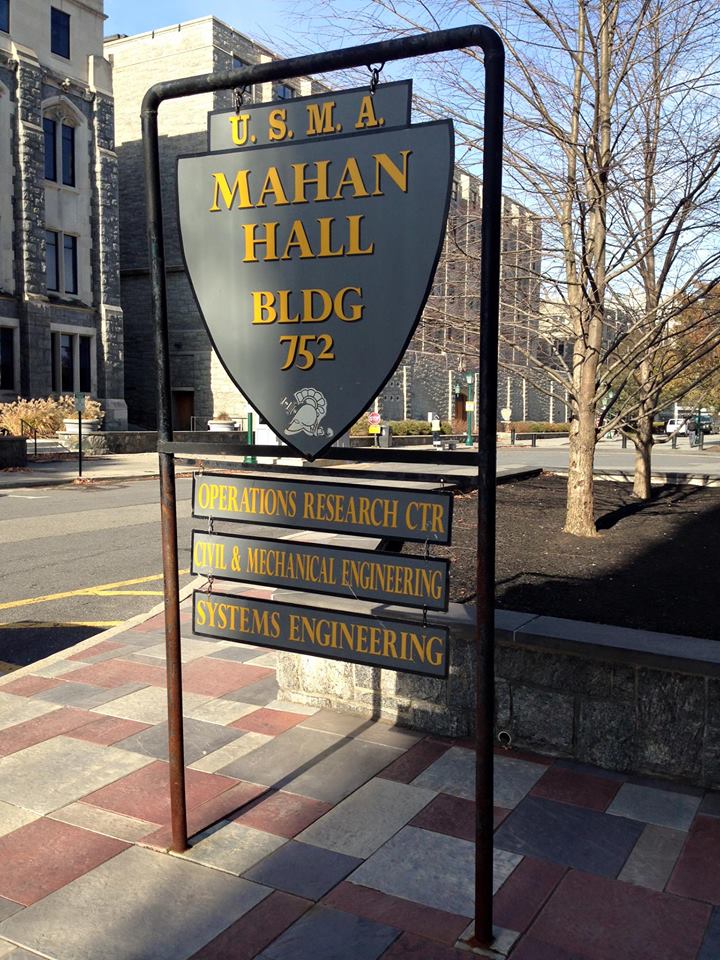 U. S. M. A.
MAHAN
HALL
BLDG
752
OPERATIONS RESEARCH CTR
CIVIL & MECHANICAL ENGINEERING
SYSTEMS ENGINEERING